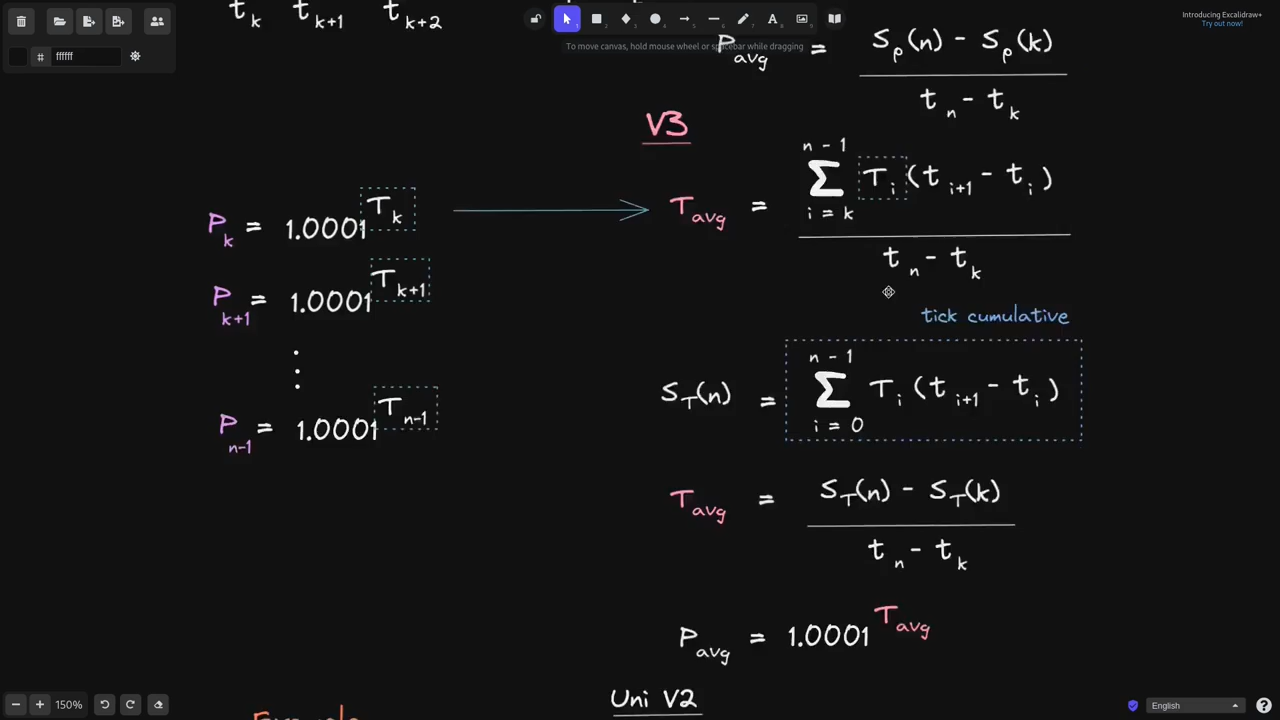 Introducing Excalidraw+
Try out now!
# ffffff
To move canvas, hold mouse wheel or spacebar while dragging
t k t k+1 t k+2
P avg = S P (n) - S P (k)
t n - t k
V3
P k = 1.0001 T k
P k+1 = 1.0001 T k+1
P n-1 = 1.0001 T n-1
T avg = n - 1 Σ i = k T i ( t i+1 - t i )
t n - t k
tick cumulative
S T (n) = n - 1 Σ i = 0 T i ( t i+1 - t i )
T avg = S T (n) - S T (k)
t n - t k
P avg = 1.0001 T avg
Uni V2
Example
150%
English